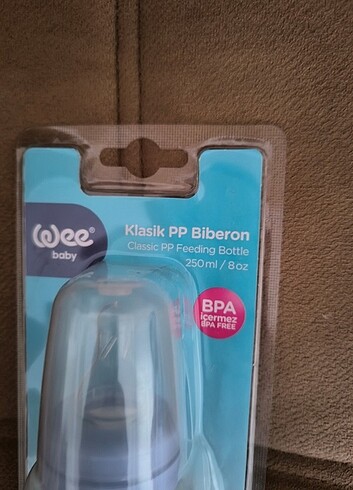 wee®
baby
Klasik PP Biberon
Classic PP Feeding Bottle
250 ml / 8 oz
BPA
içermez
BPA FREE